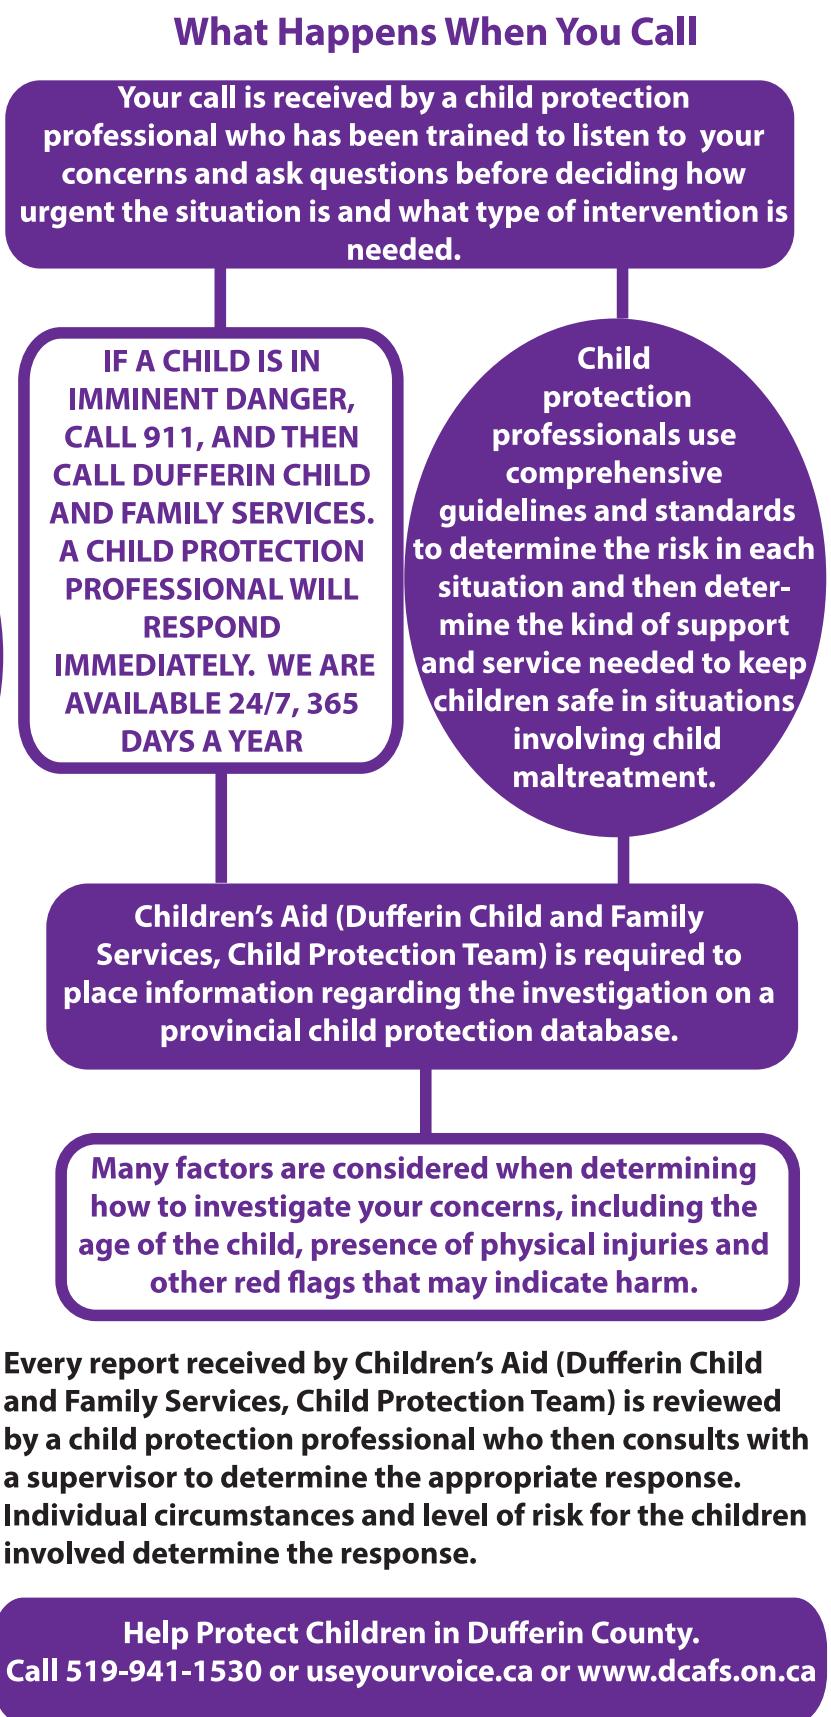 What Happens When You Call
Your call is received by a child protection
professional who has been trained to listen to your
concerns and ask questions before deciding how
urgent the situation is and what type of intervention is
needed.
IF A CHILD IS IN
IMMINENT DANGER,
CALL 911, AND THEN
CALL DUFFERIN CHILD
AND FAMILY SERVICES.
A CHILD PROTECTION
PROFESSIONAL WILL
RESPOND
IMMEDIATELY. WE ARE
AVAILABLE 24/7, 365
DAYS A YEAR
Child
protection
professionals use
comprehensive
guidelines and standards
to determine the risk in each
situation and then deter-
mine the kind of support
and service needed to keep
children safe in situations
involving child
maltreatment.
Children's Aid (Dufferin Child and Family
Services, Child Protection Team) is required to
place information regarding the investigation on a
provincial child protection database.
Many factors are considered when determining
how to investigate your concerns, including the
age of the child, presence of physical injuries and
other red flags that may indicate harm.
Every report received by Children's Aid (Dufferin Child
and Family Services, Child Protection Team) is reviewed
by a child protection professional who then consults with
a supervisor to determine the appropriate response.
Individual circumstances and level of risk for the children
involved determine the response.
Help Protect Children in Dufferin County.
Call 519-941-1530 or useyourvoice.ca or www.dcafs.on.ca